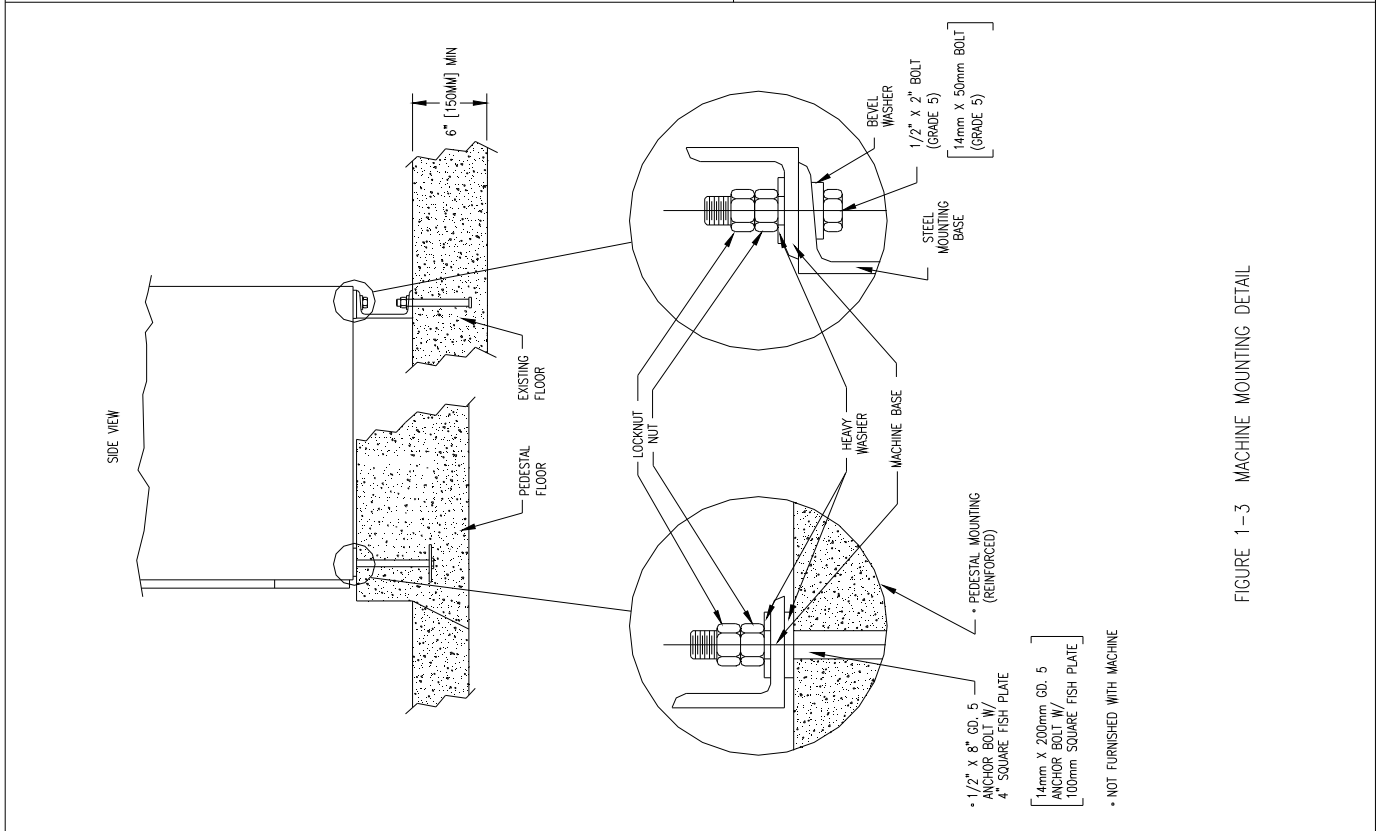 SIDE VIEW
6" [150MM] MIN
EXISTING
FLOOR
PEDESTAL
FLOOR
LOCKNUT
NUT
HEAVY
WASHER
MACHINE BASE
BEVEL
WASHER
1/2" X 2" BOLT
(GRADE 5)
[14mm X 50mm BOLT
(GRADE 5)]
STEEL
MOUNTING
BASE
* PEDESTAL MOUNTING
(REINFORCED)
* 1/2" X 8" GD. 5
ANCHOR BOLT W/
4" SQUARE FISH PLATE
[14mm X 200mm GD. 5
ANCHOR BOLT W/
100mm SQUARE FISH PLATE]
* NOT FURNISHED WITH MACHINE
FIGURE 1-3 MACHINE MOUNTING DETAIL